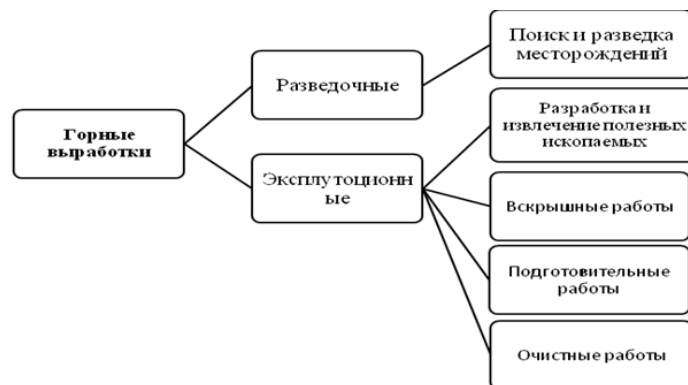 Горные
выработки
Разведочные
Эксплутоционн
ые
Поиск и разведка
месторождений
Разработка и
извлечение полезных
ископаемых
Вскрышные работы
Подготовительные
работы
Очистные работы